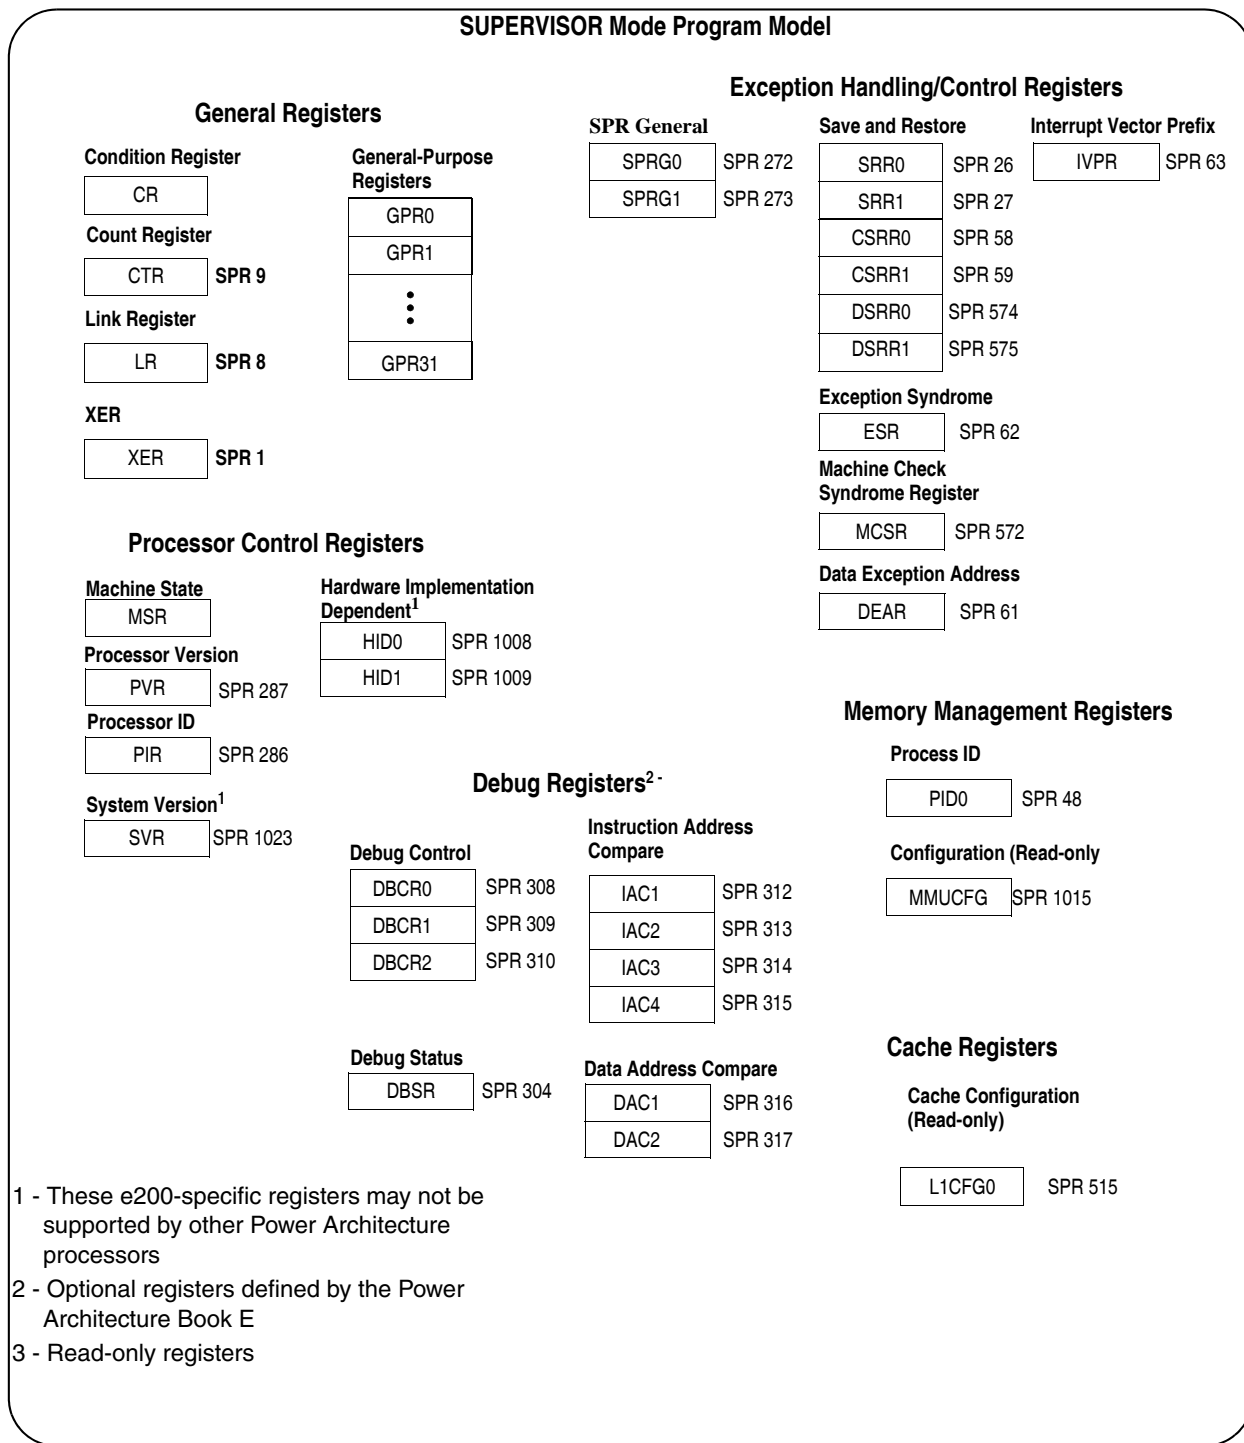 SUPERVISOR Mode Program Model
General Registers
Condition Register
CR
Count Register
CTR SPR 9
Link Register
LR SPR 8
XER
XER SPR 1
General-Purpose
Registers
GPR0
GPR1
GPR31
Exception Handling/Control Registers
SPR General
SPRG0 SPR 272
SPRG1 SPR 273
Save and Restore
SRR0 SPR 26
SRR1 SPR 27
CSRR0 SPR 58
CSRR1 SPR 59
DSRR0 SPR 574
DSRR1 SPR 575
Interrupt Vector Prefix
IVPR SPR 63
Exception Syndrome
ESR SPR 62
Machine Check
Syndrome Register
MCSR SPR 572
Data Exception Address
DEAR SPR 61
Processor Control Registers
Machine State
MSR
Processor Version
PVR SPR 287
Processor ID
PIR SPR 286
System Version1
SVR SPR 1023
Hardware Implementation
Dependent1
HID0 SPR 1008
HID1 SPR 1009
Memory Management Registers
Process ID
PID0 SPR 48
Configuration (Read-only
MMUCFG SPR 1015
Debug Registers2 -
Debug Control
DBCR0 SPR 308
DBCR1 SPR 309
DBCR2 SPR 310
Instruction Address
Compare
IAC1 SPR 312
IAC2 SPR 313
IAC3 SPR 314
IAC4 SPR 315
Debug Status
DBSR SPR 304
Data Address Compare
DAC1 SPR 316
DAC2 SPR 317
Cache Registers
Cache Configuration
(Read-only)
L1CFG0 SPR 515
1 - These e200-specific registers may not be
supported by other Power Architecture
processors
2 - Optional registers defined by the Power
Architecture Book E
3 - Read-only registers